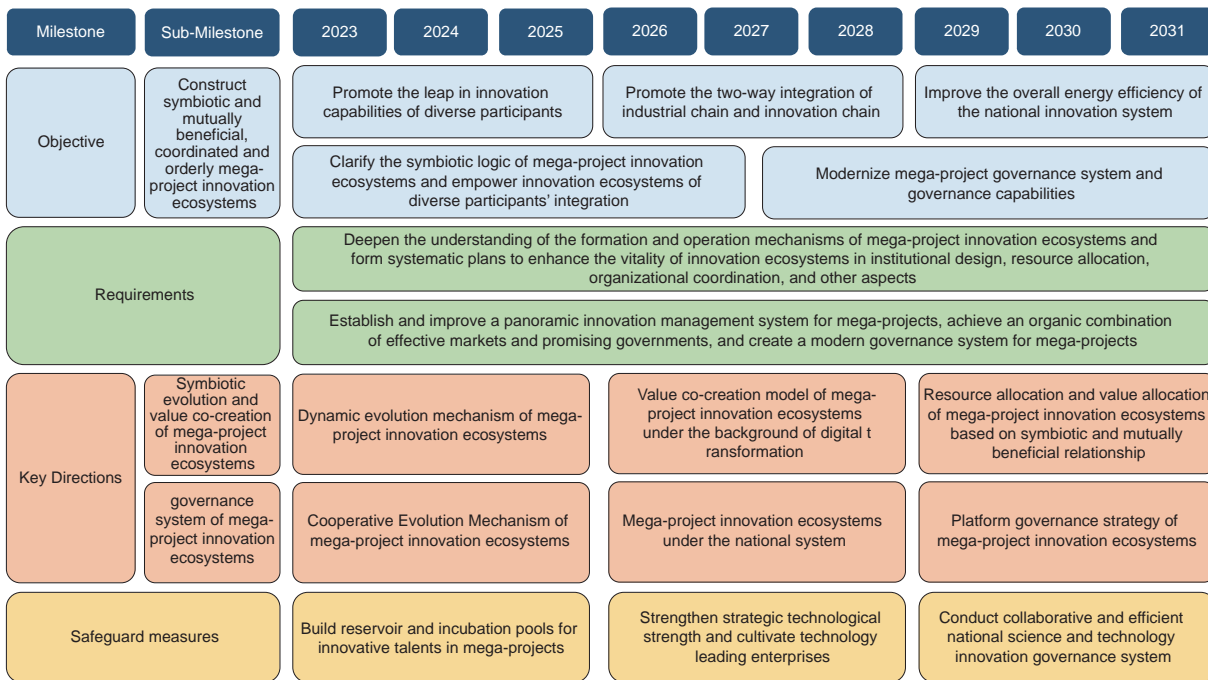 Milestone
Sub-Milestone
2023
2024
2025
2026
2027
2028
2029
2030
2031
Objective
Construct
symbiotic and
mutually
beneficial,
coordinated and
orderly mega-
project innovation
ecosystems
Promote the leap in innovation
capabilities of diverse participants
Promote the two-way integration of
industrial chain and innovation chain
Improve the overall energy efficiency of
the national innovation system
Clarify the symbiotic logic of mega-project innovation
ecosystems and empower innovation ecosystems of
diverse participants' integration
Modernize mega-project governance system and
governance capabilities
Requirements
Deepen the understanding of the formation and operation mechanisms of mega-project innovation ecosystems and
form systematic plans to enhance the vitality of innovation ecosystems in institutional design, resource allocation,
organizational coordination, and other aspects
Establish and improve a panoramic innovation management system for mega-projects, achieve an organic combination
of effective markets and promising governments, and create a modern governance system for mega-projects
Key Directions
Symbiotic
evolution and
value co-creation
of mega-project
innovation
ecosystems
Dynamic evolution mechanism of mega-
project innovation ecosystems
Value co-creation model of mega-
project innovation ecosystems
under the background of digital t
ransformation
Resource allocation and value allocation
of mega-project innovation ecosystems
based on symbiotic and mutually
beneficial relationship
governance
system of mega-
project innovation
ecosystems
Cooperative Evolution Mechanism of
mega-project innovation ecosystems
Mega-project innovation ecosystems
under the national system
Platform governance strategy of
mega-project innovation ecosystems
Safeguard measures
Build reservoir and incubation pools for
innovative talents in mega-projects
Strengthen strategic technological
strength and cultivate technology
leading enterprises
Conduct collaborative and efficient
national science and technology
innovation governance system